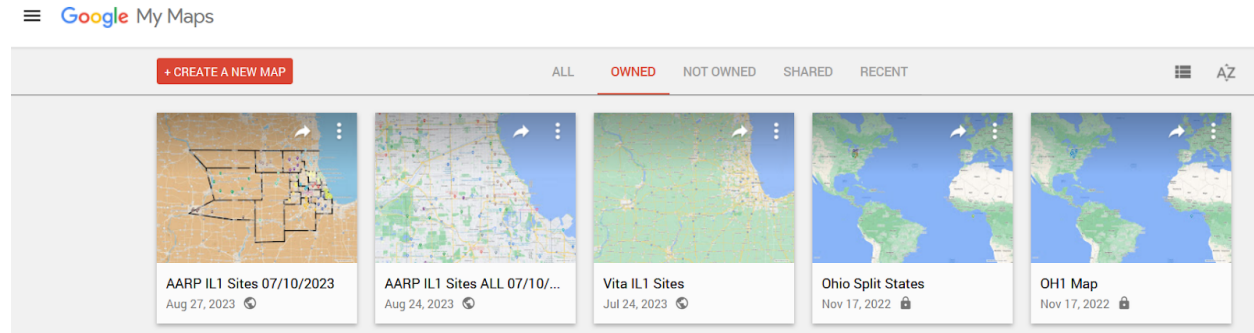 Google My Maps
+ CREATE A NEW MAP
ALL
OWNED
NOT OWNED
SHARED
RECENT
AZ
AARP IL1 Sites 07/10/2023
Aug 27, 2023
AARP IL1 Sites ALL 07/10/...
Aug 24, 2023
Vita IL1 Sites
Jul 24, 2023
Ohio Split States
Nov 17, 2022
OH1 Map
Nov 17, 2022